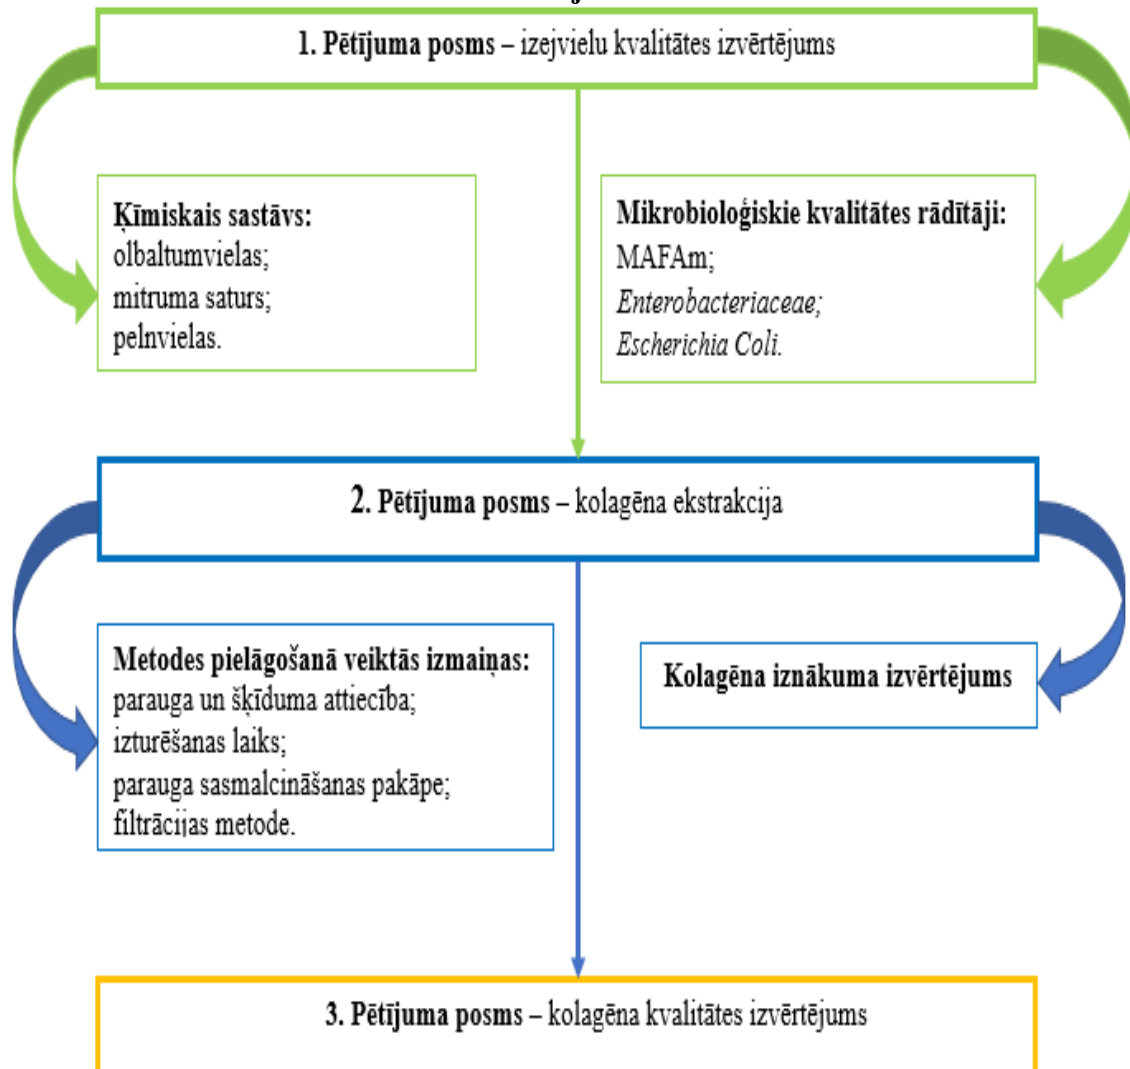 1. Pētījuma posms – izejvielu kvalitātes izvērtējums
Ķīmiskais sastāvs:
olbaltumvielas;
mitruma saturs;
pelnvielas.
Mikrobioloģiskie kvalitātes rādītāji:
MAFAm;
Enterobacteriaceae;
Escherichia Coli.
2. Pētījuma posms – kolagēna ekstrakcija
Metodes pielāgošanā veiktās izmaiņas:
parauga un šķīduma attiecība;
izturēšanas laiks;
parauga sasmalcināšanas pakāpe;
filtrācijas metode.
Kolagēna iznākuma izvērtējums
3. Pētījuma posms – kolagēna kvalitātes izvērtējums